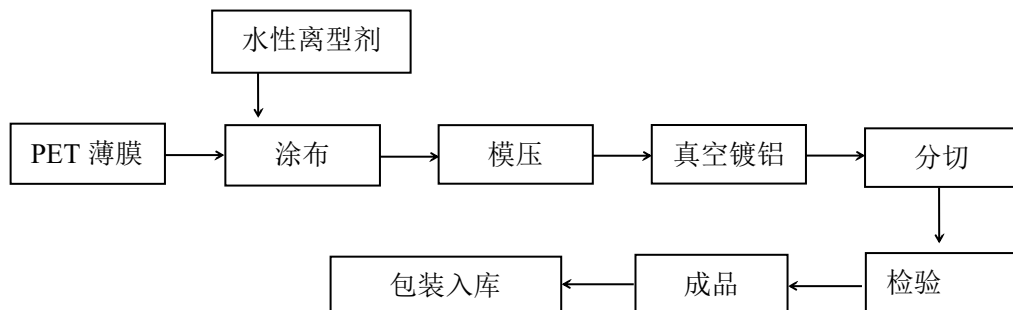 水性离型剂
PET 薄膜
涂布
模压
真空镀铝
分切
检验
成品
包装入库